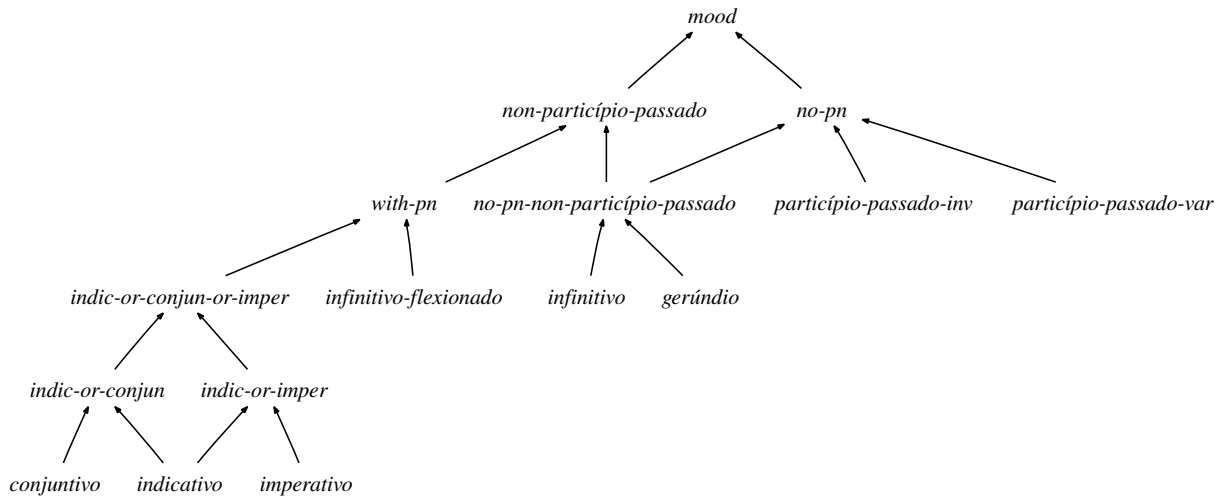 mood
non-particípio-passado no-pn
with-pn no-pn-non-particípio-passado particípio-passado-inv particípio-passado-var
indic-or-conjun-or-imper infinitivo-flexionado infinitivo gerúndio
indic-or-conjun indic-or-imper
conjuntivo indicativo imperativo